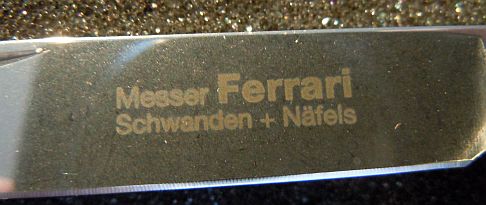 Messer Ferrari
Schwanden + Näfels